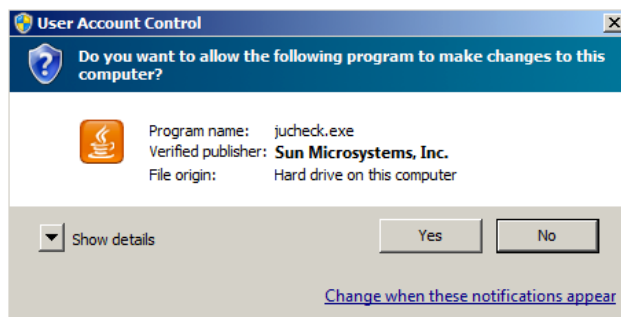 User Account Control
Do you want to allow the following program to make changes to this
computer?
Program name: jucheck.exe
Verified publisher: Sun Microsystems, Inc.
File origin: Hard drive on this computer
Show details
Yes
No
Change when these notifications appear